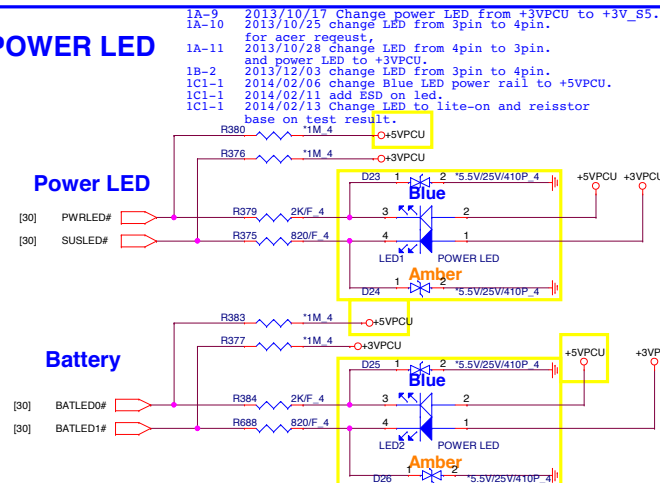 1A-9 2013/10/17 Change power LED from +3VPCU to +3V_S5.
1A-10 2013/10/25 change LED from 3pin to 4pin.
for acer reqeust,
POWER LED
1A-11 2013/10/28 change LED from 4pin to 3pin.
and power LED to +3VPCU.
1B-2 2013/12/03 change LED from 3pin to 4pin.
1C1-1 2014/02/06 change Blue LED power rail to +5VPCU.
1C1-1 2014/02/11 add ESD on led.
1C1-1 2014/02/13 Change LED to lite-on and reisstor
base on test result.
R380 *1M_4 +5VPCU
R376 *1M_4 +3VPCU
Power LED
D23 1 2 *5.5V/25V/410P_4
Blue
+5VPCU +3VPCU
[30] PWRLED# R379 2K/F_4 3 2
[30] SUSLED# R375 820/F_4 4 1
LED1 POWER LED
Amber
D24 1 2 *5.5V/25V/410P_4
R383 *1M_4 +5VPCU
R377 *1M_4 +3VPCU
Battery
D25 1 2 *5.5V/25V/410P_4
Blue
+5VPCU +3VP
[30] BATLED0# R384 2K/F_4 3 2
[30] BATLED1# R688 820/F_4 4 1
LED2 POWER LED
Amber
D26 1 2 *5.5V/25V/410P_4